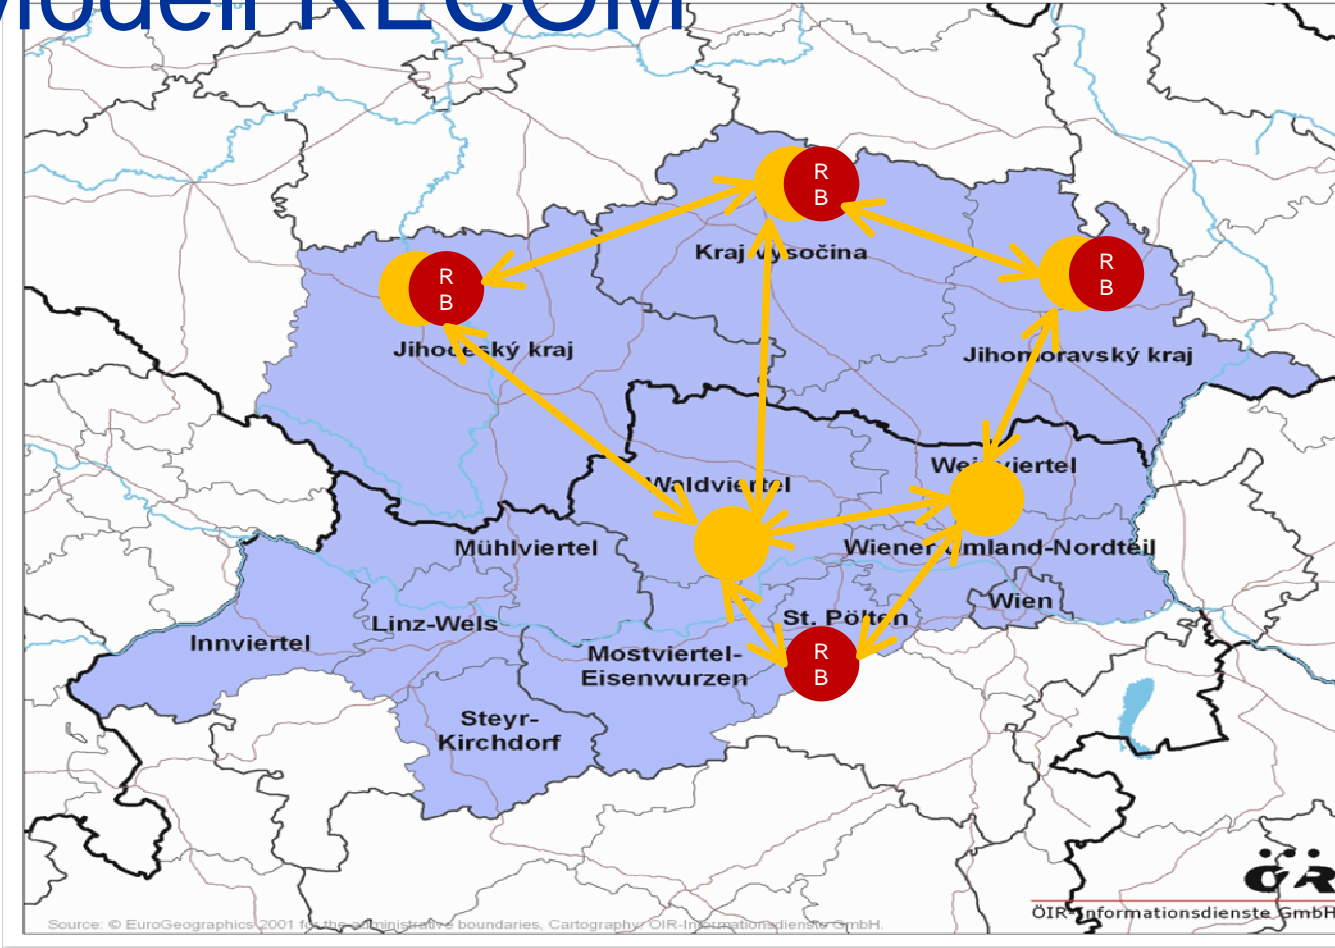 Modell RECOM
R
B
Kraj Vysočina
R
B
R
B
Jihočeský kraj
Jihomoravský kraj
Weinviertel
Waldviertel
Mühlviertel
Wiener Umland-Nordteil
Wien
St. Pölten
Linz-Wels
Innviertel
Mostviertel-
Eisenwurzen
R
B
Steyr-
Kirchdorf
ÖIR-Informationsdienste GmbH
Source: © EuroGeographics 2001 for the administrative boundaries, Cartography: ÖIR-Informationsdienste GmbH.